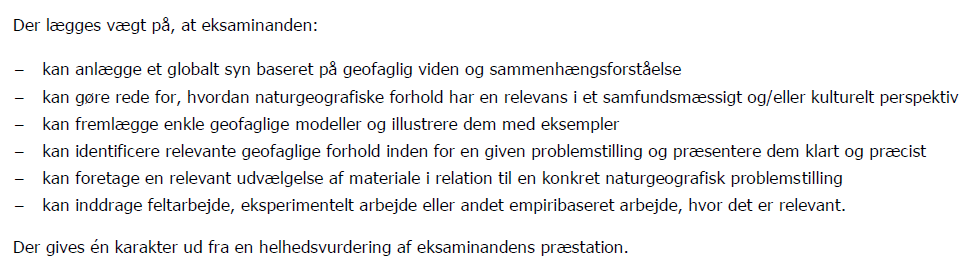 Der lægges vægt på, at eksaminanden:
– kan anlægge et globalt syn baseret på geofaglig viden og sammenhængsforståelse
– kan gøre rede for, hvordan naturgeografiske forhold har en relevans i et samfundsmæssigt og/eller kulturelt perspektiv
– kan fremlægge enkle geofaglige modeller og illustrere dem med eksempler
– kan identificere relevante geofaglige forhold inden for en given problemstilling og præsentere dem klart og præcist
– kan foretage en relevant udvælgelse af materiale i relation til en konkret naturgeografisk problemstilling
– kan inddrage feltarbejde, eksperimentelt arbejde eller andet empiribaseret arbejde, hvor det er relevant.
Der gives én karakter ud fra en helhedsvurdering af eksaminandens præstation.